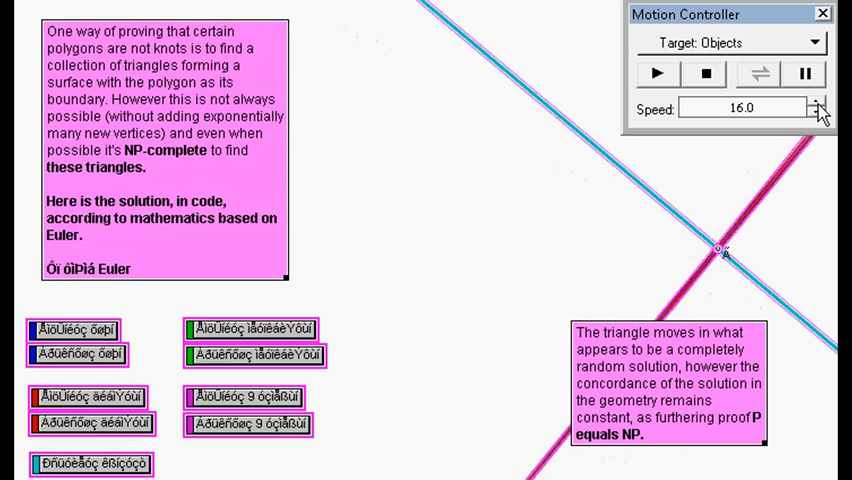 One way of proving that certain
polygons are not knots is to find a
collection of triangles forming a
surface with the polygon as its
boundary. However this is not always
possible (without adding exponentially
many new vertices) and even when
possible it's NP-complete to find
these triangles.
Here is the solution, in code,
according to mathematics based on
Euler.
Ôï ôìÞìá Euler
Motion Controller
Target: Objects
Speed: 16.0
The triangle moves in what
appears to be a completely
random solution, however the
concordance of the solution in
the geometry remains
constant, as furthering proof P
equals NP.